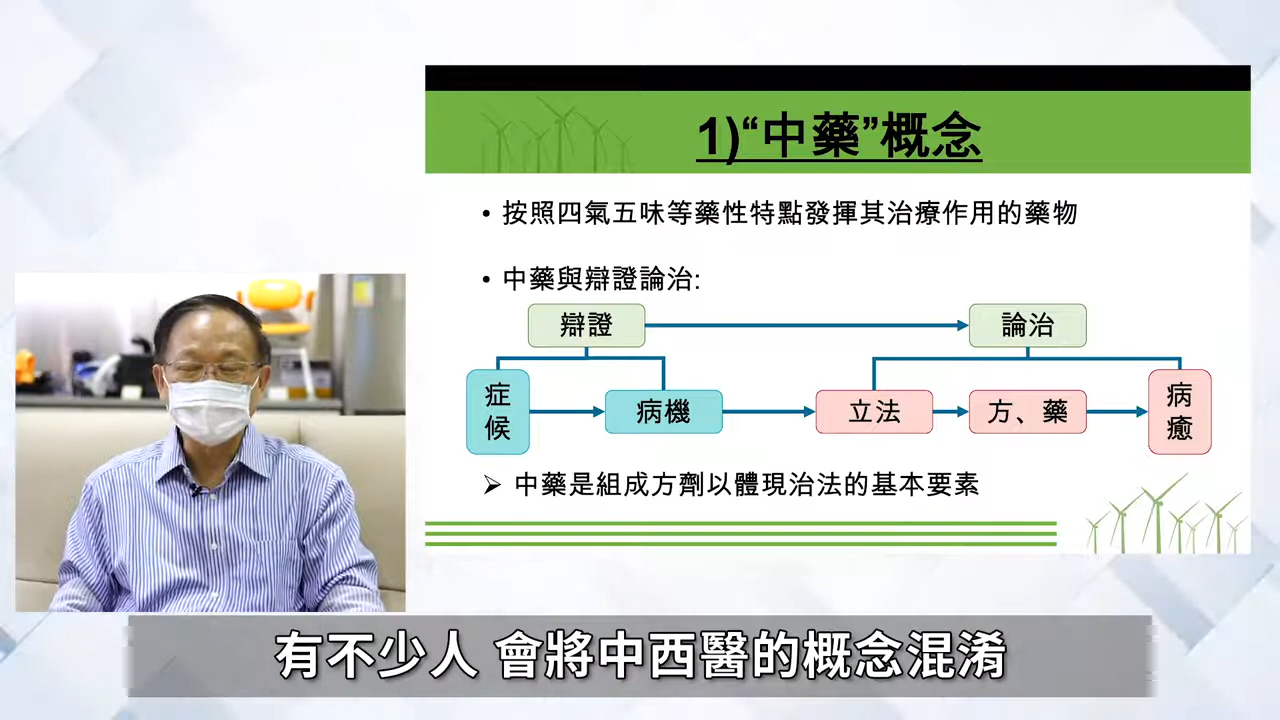 1)“中藥”概念
• 按照四氣五味等藥性特點發揮其治療作用的藥物
• 中藥與辯證論治:
辯證
論治
症候
病機
立法
方、藥
病癒
➢ 中藥是組成方劑以體現治法的基本要素
有不少人 會將中西醫的概念混淆